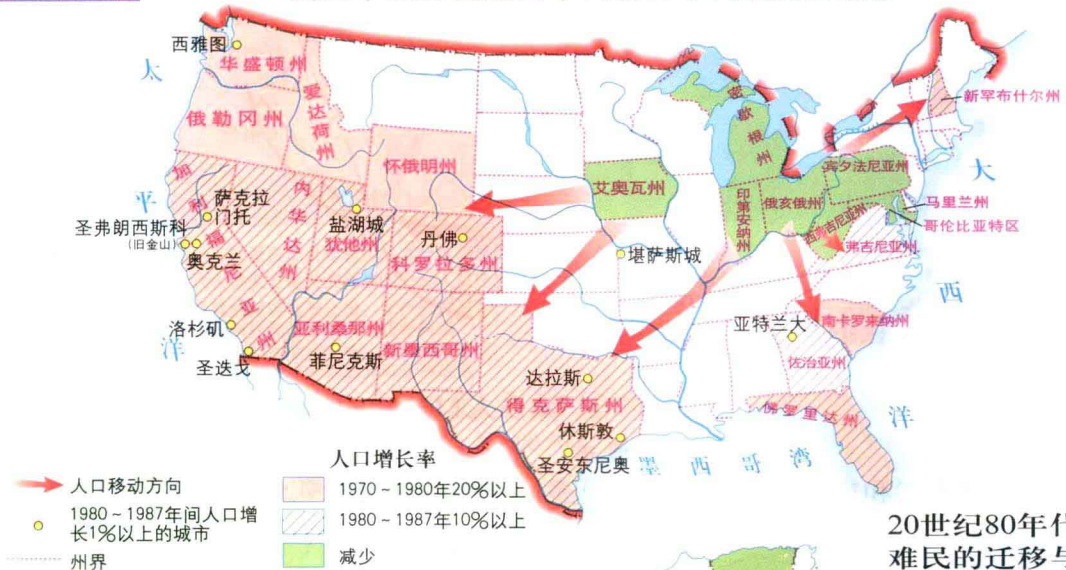 西雅图
华盛顿州
太
平
洋
俄勒冈州
爱达荷州
怀俄明州
加利福尼亚州
内华达州
萨克拉
门托
圣弗朗西斯科
(旧金山)
奥克兰
盐湖城
犹他州
丹佛
科罗拉多州
洛杉矶
圣迭戈
亚利桑那州
菲尼克斯
新墨西哥州
艾奥瓦州
堪萨斯城
密歇根州
印第安纳州
俄亥俄州
宾夕法尼亚州
西弗吉尼亚州
弗吉尼亚州
新罕布什尔州
马里兰州
哥伦比亚特区
大
西
洋
亚特兰大
南卡罗来纳州
佐治亚州
佛罗里达州
达拉斯
得克萨斯州
休斯敦
圣安东尼奥
墨西哥湾
人口移动方向
1980~1987年间人口增
长1%以上的城市
州界
人口增长率
1970~1980年20%以上
1980~1987年10%以上
减少
20世纪80年代
难民的迁移与